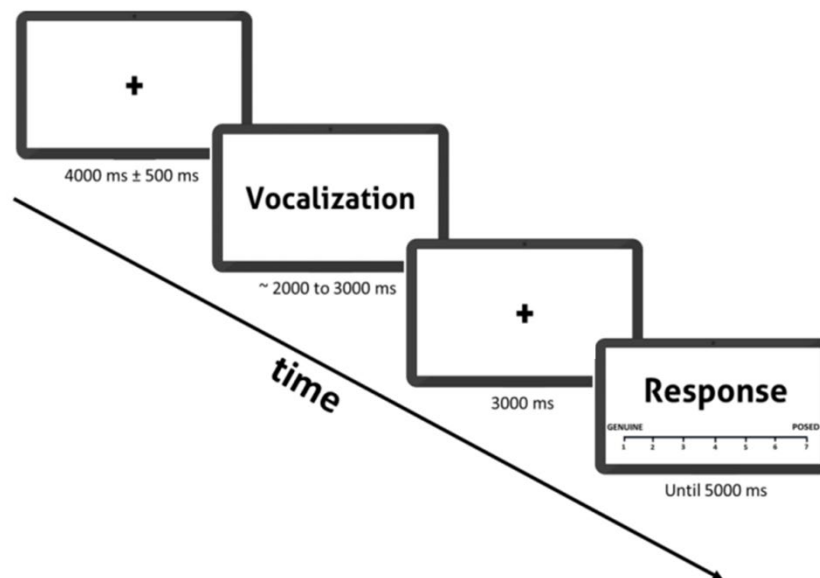 +
4000 ms ± 500 ms
Vocalization
~ 2000 to 3000 ms
+
3000 ms
time
Response
GENUINE POSED
1 2 3 4 5 6 7
Until 5000 ms